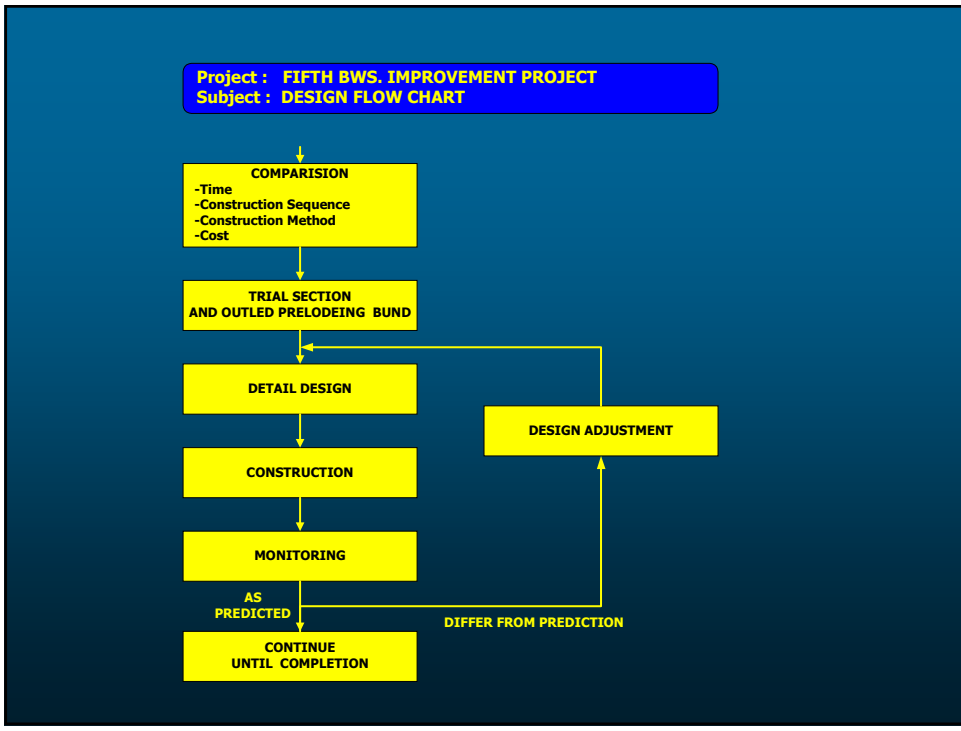 Project :   FIFTH BWS. IMPROVEMENT PROJECT
Subject :  DESIGN FLOW CHART
COMPARISION
-Time
-Construction Sequence
-Construction Method
-Cost
TRIAL SECTION
AND OUTLED PRELODEING  BUND
DETAIL DESIGN
DESIGN ADJUSTMENT
CONSTRUCTION
MONITORING
AS
PREDICTED
DIFFER FROM PREDICTION
CONTINUE
UNTIL  COMPLETION